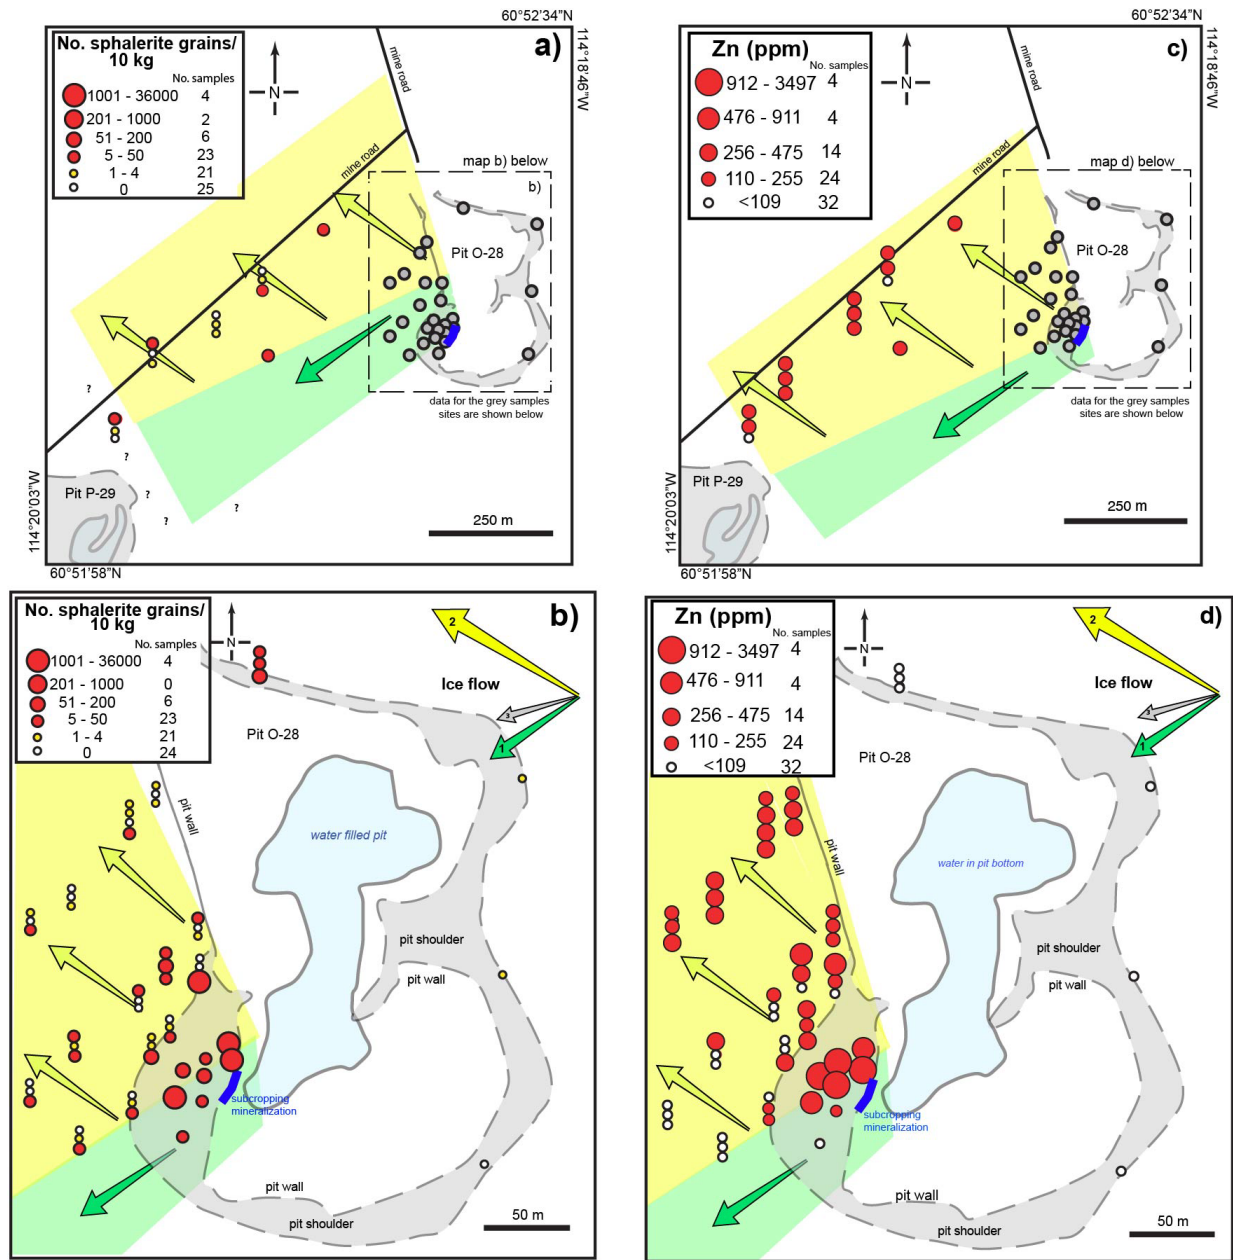 60°52'34"N
No. sphalerite grains/
10 kg
No. samples
1001 - 36000 4
201 - 1000 2
51 - 200 6
5 - 50 23
1 - 4 21
0 25
N
mine road
a)
114°18'46"W
mine road
map b) below
b)
Pit O-28
data for the grey samples
sites are shown below
?
?
?
?
?
Pit P-29
250 m
114°20'03"W
60°51'58"N
60°52'34"N
Zn (ppm)
No. samples
912 - 3497 4
476 - 911 4
256 - 475 14
110 - 255 24
<109 32
N
mine road
c)
114°18'46"W
mine road
map d) below
Pit O-28
data for the grey samples
sites are shown below
Pit P-29
250 m
114°20'03"W
60°51'58"N
No. sphalerite grains/
10 kg
No. samples
1001 - 36000 4
201 - 1000 0
51 - 200 6
5 - 50 23
1 - 4 21
0 24
N
b)
2
Ice flow
3
1
Pit O-28
pit wall
water filled pit
pit shoulder
pit wall
subcropping
mineralization
pit wall
pit shoulder
50 m
Zn (ppm)
No. samples
912 - 3497 4
476 - 911 4
256 - 475 14
110 - 255 24
<109 32
N
d)
2
Ice flow
3
1
Pit O-28
pit wall
water in pit bottom
pit shoulder
pit wall
subcropping
mineralization
pit wall
pit shoulder
50 m